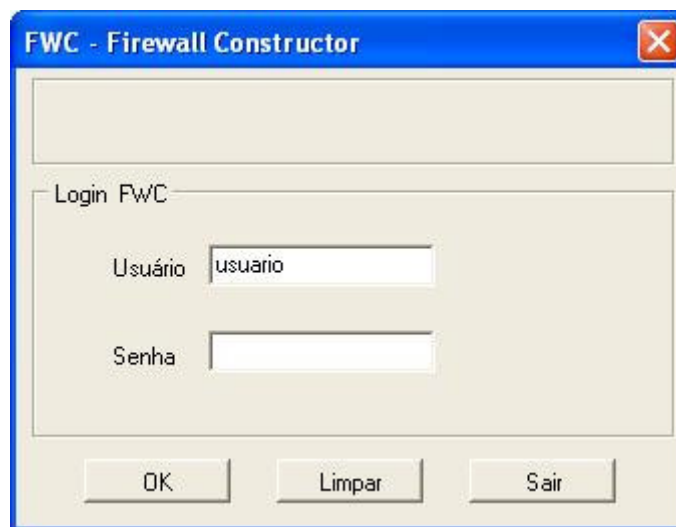 FWC - Firewall Constructor
Login FWC
Usuário usuario
Senha
OK Limpar Sair